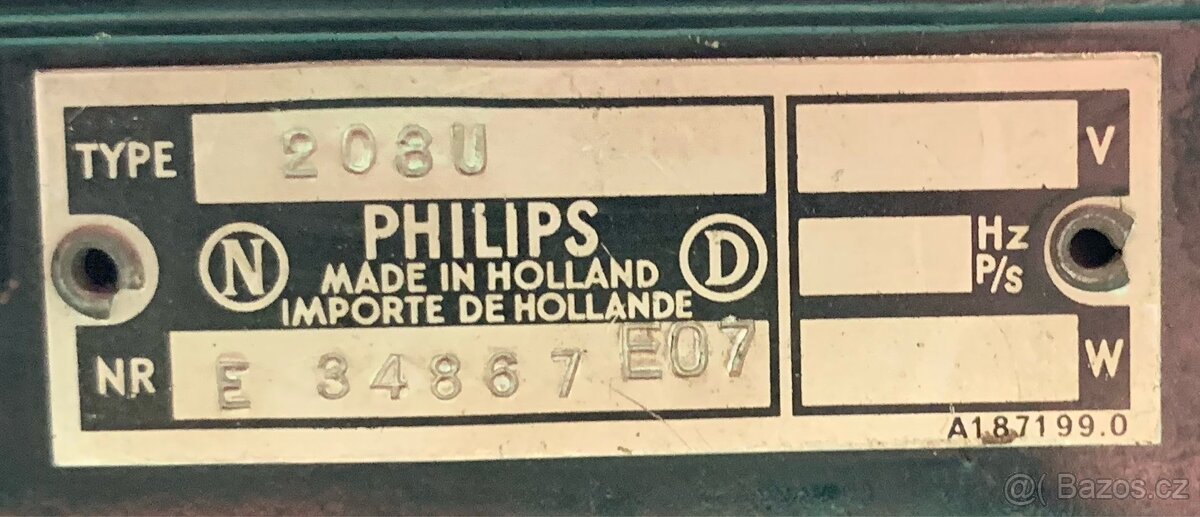 TYPE 208U
V
N PHILIPS D
MADE IN HOLLAND
IMPORTE DE HOLLANDE
Hz
P/S
NR E 34867 E07
W
A187199.0
@( Bazos.cz